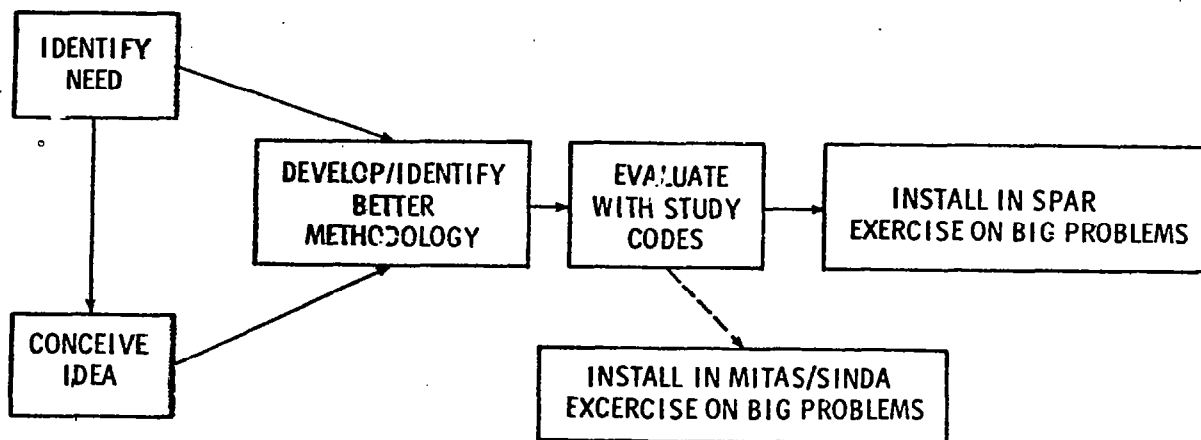 IDENTIFY
NEED
DEVELOP/IDENTIFY
BETTER
METHODOLOGY
EVALUATE
WITH STUDY
CODES
INSTALL IN SPAR
EXERCISE ON BIG PROBLEMS
CONCEIVE
IDEA
INSTALL IN MITAS/SINDA
EXCERCISE ON BIG PROBLEMS